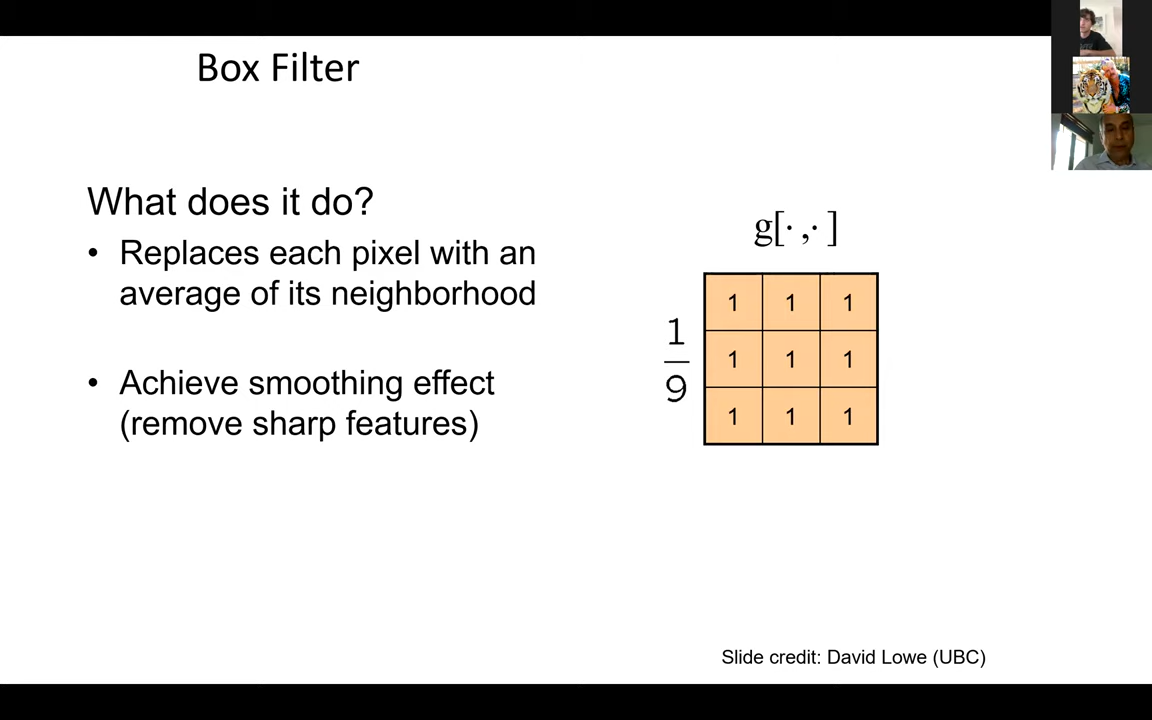 Box Filter
What does it do?
• Replaces each pixel with an
average of its neighborhood
• Achieve smoothing effect
(remove sharp features)
g[· ,· ]
1
9
1 1 1
1 1 1
1 1 1
Slide credit: David Lowe (UBC)